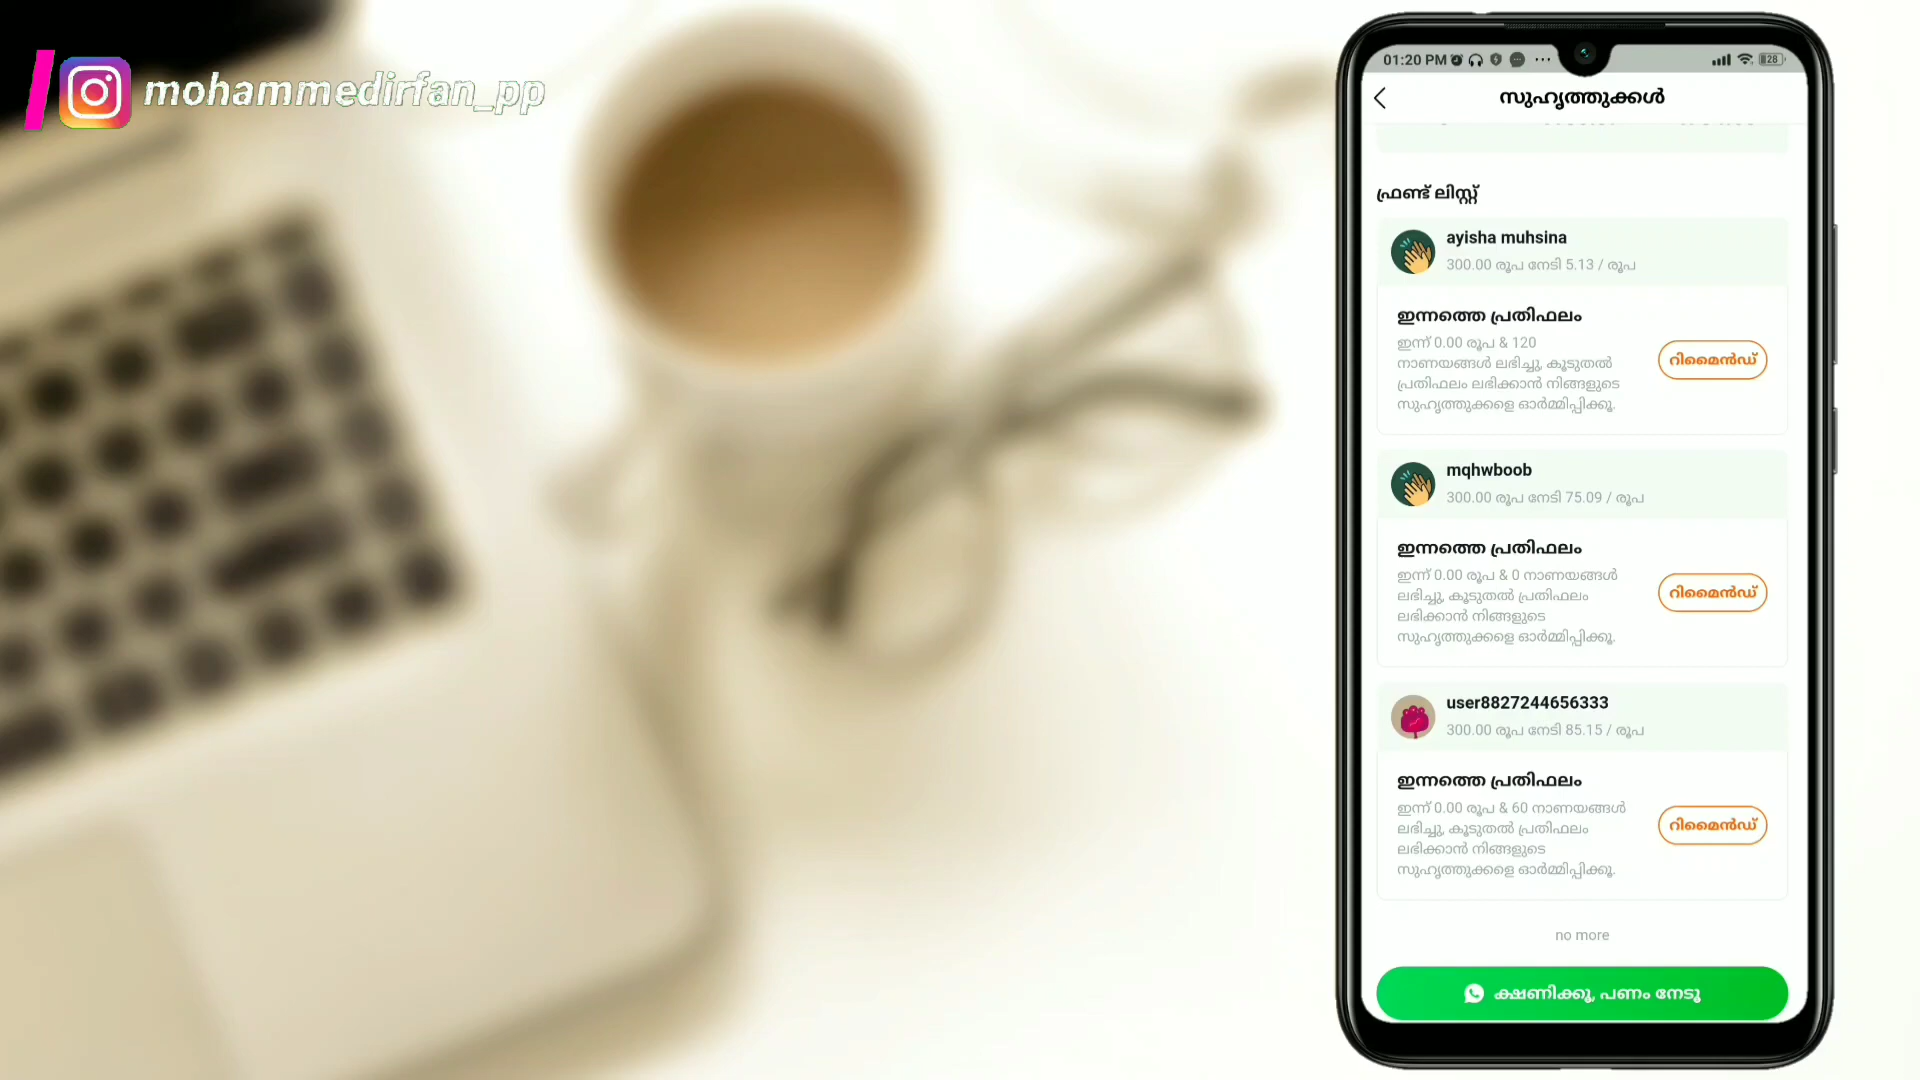 mohammedirfan_pp
01:20 PM
28
സുഹൃത്തുക്കൾ
ഫ്രണ്ട് ലിസ്റ്റ്
ayisha muhsina
300.00 രൂപ നേടി 5.13 / രൂപ
ഇന്നത്തെ പ്രതിഫലം
ഇന്ന് 0.00 രൂപ & 120
നാണയങ്ങൾ ലഭിച്ചു, കൂടുതൽ
പ്രതിഫലം ലഭിക്കാൻ നിങ്ങളുടെ
സുഹൃത്തുക്കളെ ഓർമ്മിപ്പിക്കൂ.
റിമൈൻഡ്
mqhwboob
300.00 രൂപ നേടി 75.09 / രൂപ
ഇന്നത്തെ പ്രതിഫലം
ഇന്ന് 0.00 രൂപ & 0 നാണയങ്ങൾ
ലഭിച്ചു, കൂടുതൽ പ്രതിഫലം
ലഭിക്കാൻ നിങ്ങളുടെ
സുഹൃത്തുക്കളെ ഓർമ്മിപ്പിക്കൂ.
റിമൈൻഡ്
user8827244656333
300.00 രൂപ നേടി 85.15 / രൂപ
ഇന്നത്തെ പ്രതിഫലം
ഇന്ന് 0.00 രൂപ & 60 നാണയങ്ങൾ
ലഭിച്ചു, കൂടുതൽ പ്രതിഫലം
ലഭിക്കാൻ നിങ്ങളുടെ
സുഹൃത്തുക്കളെ ഓർമ്മിപ്പിക്കൂ.
റിമൈൻഡ്
no more
ക്ഷണിക്കൂ, പണം നേടൂ